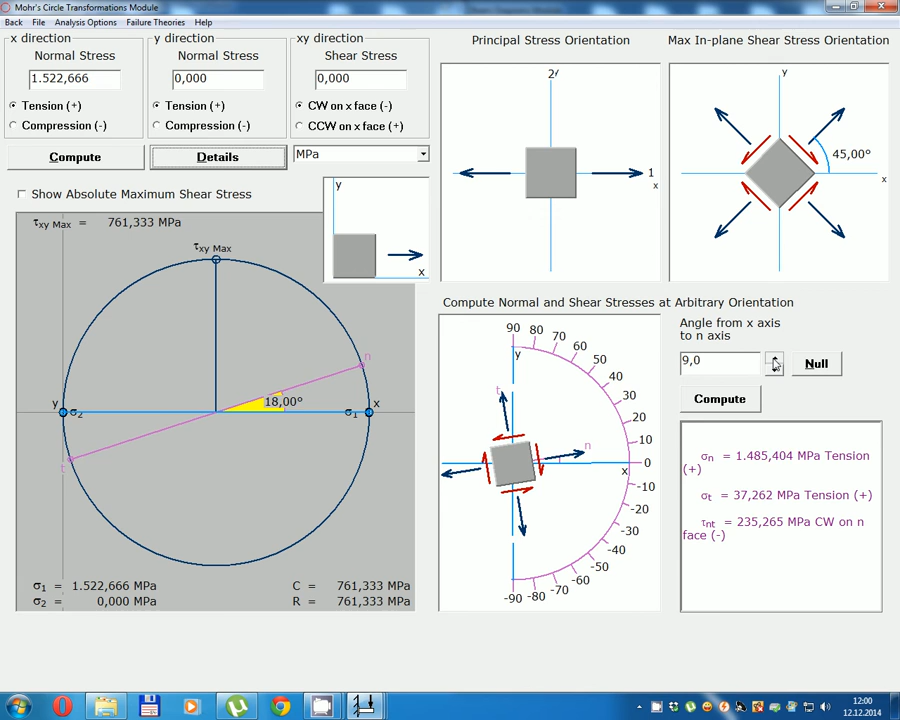 Mohr's Circle Transformations Module
Back File Analysis Options Failure Theories Help
x direction
Normal Stress
1.522,666
Tension (+)
Compression (-)
y direction
Normal Stress
0,000
Tension (+)
Compression (-)
xy direction
Shear Stress
0,000
CW on x face (-)
CCW on x face (+)
Compute
Details
MPa
Show Absolute Maximum Shear Stress
τxy Max = 761,333 MPa
y
x
τxy Max
n
18,00°
y
σ2
σ1
x
t
σ1 = 1.522,666 MPa
σ2 = 0,000 MPa
C = 761,333 MPa
R = 761,333 MPa
Principal Stress Orientation
2
y
1
x
Max In-plane Shear Stress Orientation
y
45,00°
x
Compute Normal and Shear Stresses at Arbitrary Orientation
90
80
70
60
50
40
30
20
10
0
-10
-20
-30
-40
-50
-60
-70
-80
-90
y
t
n
x
Angle from x axis
to n axis
9,0
Null
Compute
σn = 1.485,404 MPa Tension
(+)
σt = 37,262 MPa Tension (+)
τnt = 235,265 MPa CW on n
face (-)
12:00
12.12.2014